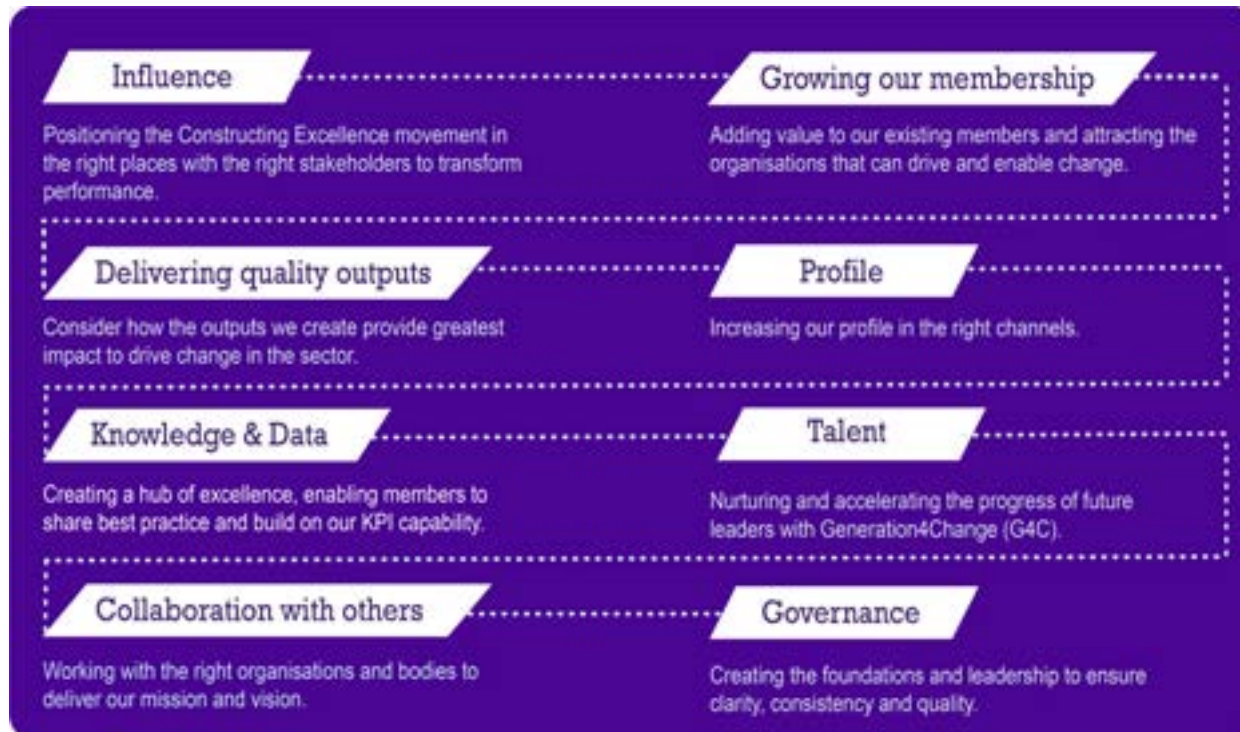 Influence
Growing our membership
Positioning the Constructing Excellence movement in
the right places with the right stakeholders to transform
performance.
Adding value to our existing members and attracting the
organisations that can drive and enable change.
Delivering quality outputs
Profile
Consider how the outputs we create provide greatest
impact to drive change in the sector.
Increasing our profile in the right channels.
Knowledge & Data
Talent
Creating a hub of excellence, enabling members to
share best practice and build on our KPI capability.
Nurturing and accelerating the progress of future
leaders with Generation4Change (G4C).
Collaboration with others
Governance
Working with the right organisations and bodies to
deliver our mission and vision.
Creating the foundations and leadership to ensure
clarity, consistency and quality.